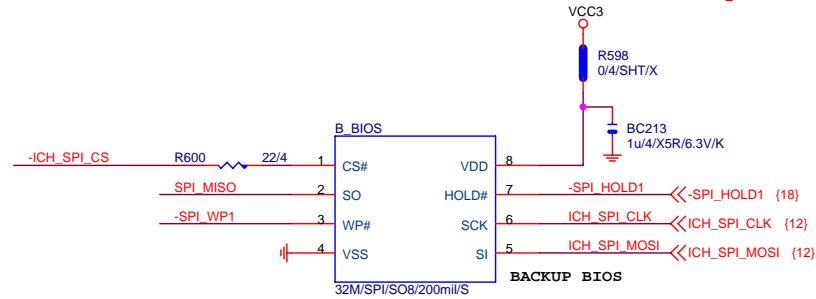 VCC3
R598
0/4/SHT/X
B_BIOS
BC213
1u/4/X5R/6.3V/K
-ICH_SPI_CS R600 22/4 1 CS# VDD 8
SPI_MISO 2 SO HOLD# 7 -SPI_HOLD1 -SPI_HOLD1 {18}
-SPI_WP1 3 WP# SCK 6 ICH_SPI_CLK ICH_SPI_CLK {12}
4 VSS SI 5 ICH_SPI_MOSI ICH_SPI_MOSI {12}
BACKUP BIOS
32M/SPI/SO8/200mil/S